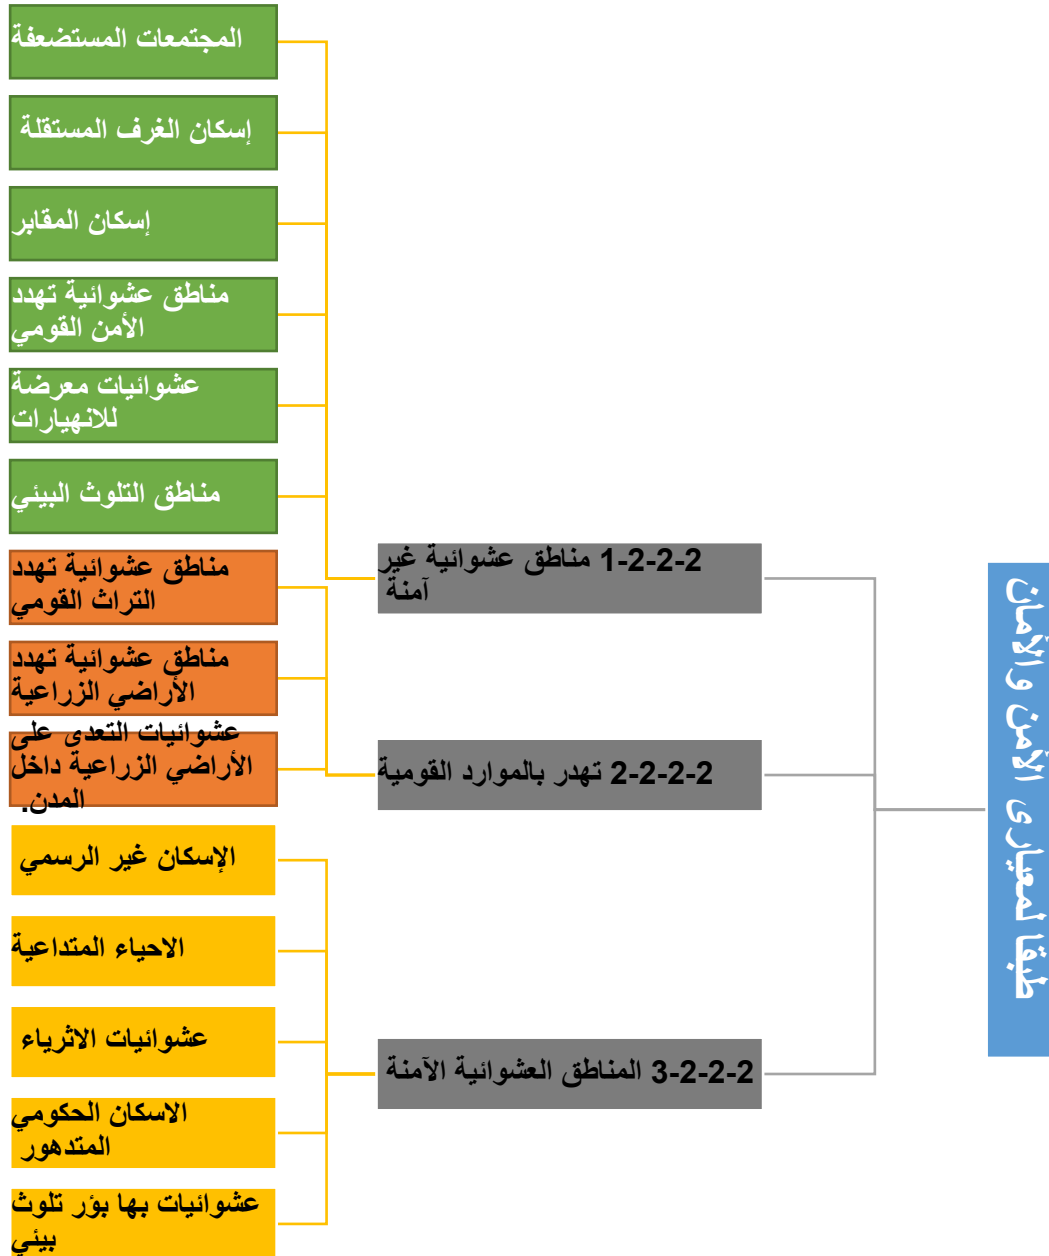 طبقا لمعيارى الأمن والأمان
2-2-2-1 مناطق عشوائية غير
آمنة
المجتمعات المستضعفة
إسكان الغرف المستقلة
إسكان المقابر
مناطق عشوائية تهدد
الأمن القومي
عشوائيات معرضة
للانهيارات
مناطق التلوث البيئي
2-2-2-2 تهدر بالموارد القومية
مناطق عشوائية تهدد
التراث القومي
مناطق عشوائية تهدد
الأراضي الزراعية
عشوائيات التعدى على
الأراضي الزراعية داخل
المدن.
2-2-2-3 المناطق العشوائية الآمنة
الإسكان غير الرسمي
الاحياء المتداعية
عشوائيات الاثرياء
الاسكان الحكومي
المتدهور
عشوائيات بها بؤر تلوث
بيئي